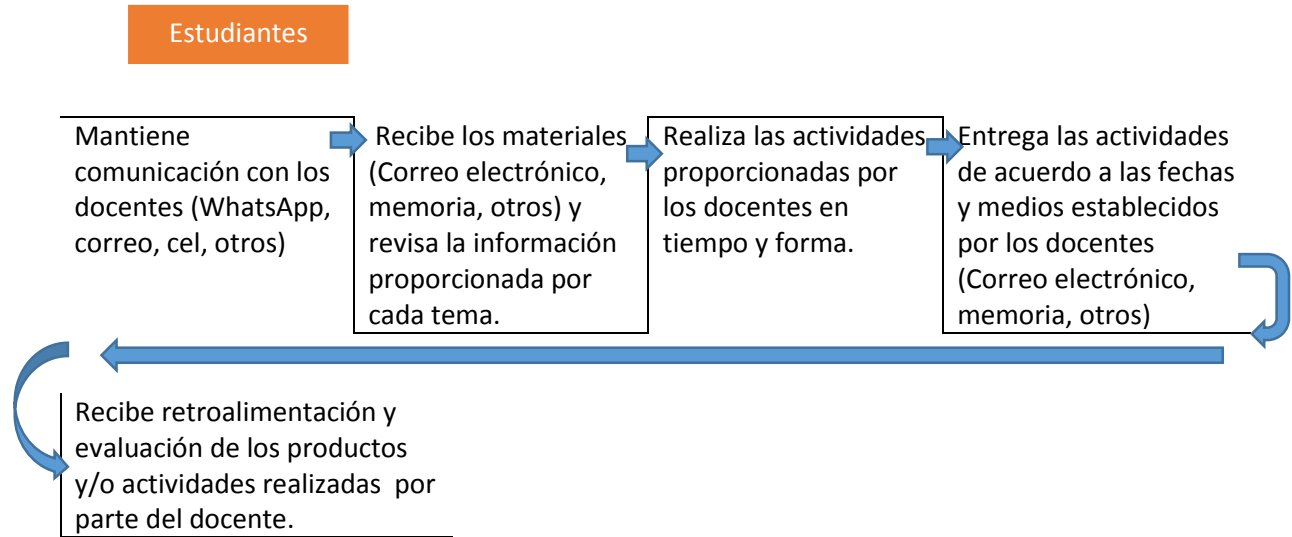 Estudiantes
Mantiene
comunicación con los
docentes (WhatsApp,
correo, cel, otros)
Recibe los materiales
(Correo electrónico,
memoria, otros) y
revisa la información
proporcionada por
cada tema.
Realiza las actividades
proporcionadas por
los docentes en
tiempo y forma.
Entrega las actividades
de acuerdo a las fechas
y medios establecidos
por los docentes
(Correo electrónico,
memoria, otros)
Recibe retroalimentación y
evaluación de los productos
y/o actividades realizadas por
parte del docente.